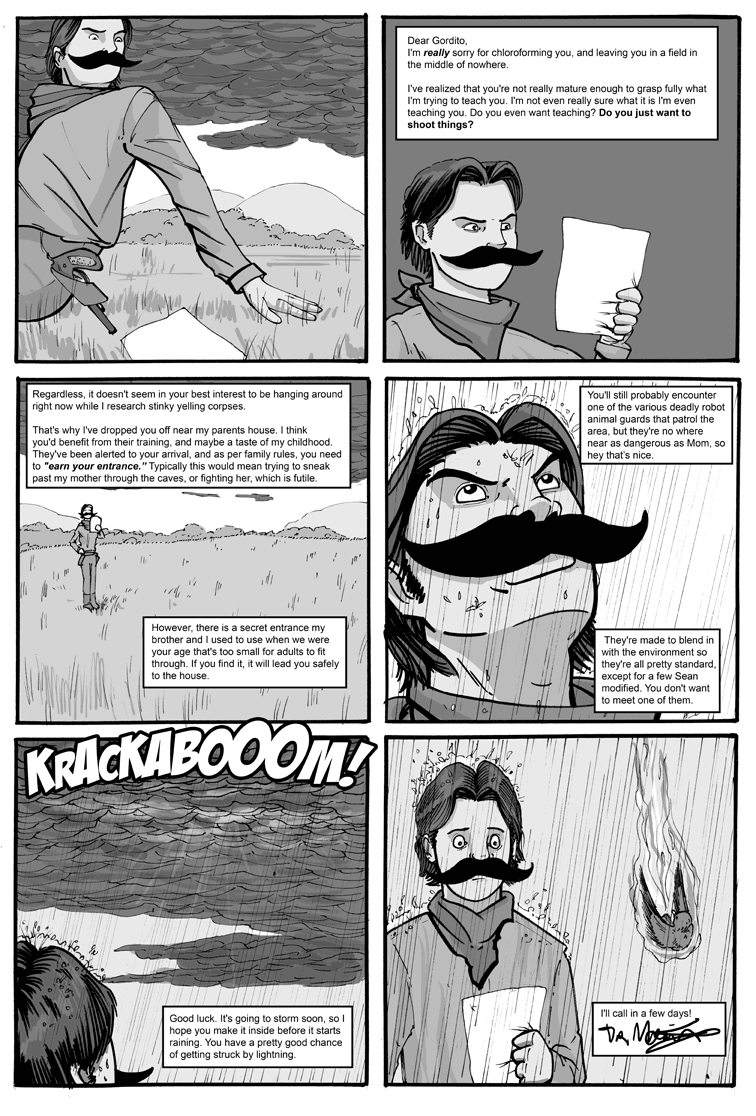 Dear Gordito,
I'm really sorry for chloroforming you, and leaving you in a field in
the middle of nowhere.
I've realized that you're not really mature enough to grasp fully what
I'm trying to teach you. I'm not even really sure what it is I'm even
teaching you. Do you even want teaching? Do you just want to
shoot things?
Regardless, it doesn't seem in your best interest to be hanging around
right now while I research stinky yelling corpses.
That's why I've dropped you off near my parents house. I think
you'd benefit from their training, and maybe a taste of my childhood.
They've been alerted to your arrival, and as per family rules, you need
to "earn your entrance." Typically this would mean trying to sneak
past my mother through the caves, or fighting her, which is futile.
However, there is a secret entrance my
brother and I used to use when we were
your age that's too small for adults to fit
through. If you find it, it will lead you safely
to the house.
You'll still probably encounter
one of the various deadly robot
animal guards that patrol the
area, but they're no where
near as dangerous as Mom, so
hey that's nice.
They're made to blend in
with the environment so
they're all pretty standard,
except for a few Sean
modified. You don't want
to meet one of them.
KRACKABOOOM!
Good luck. It's going to storm soon, so I
hope you make it inside before it starts
raining. You have a pretty good chance
of getting struck by lightning.
I'll call in a few days!